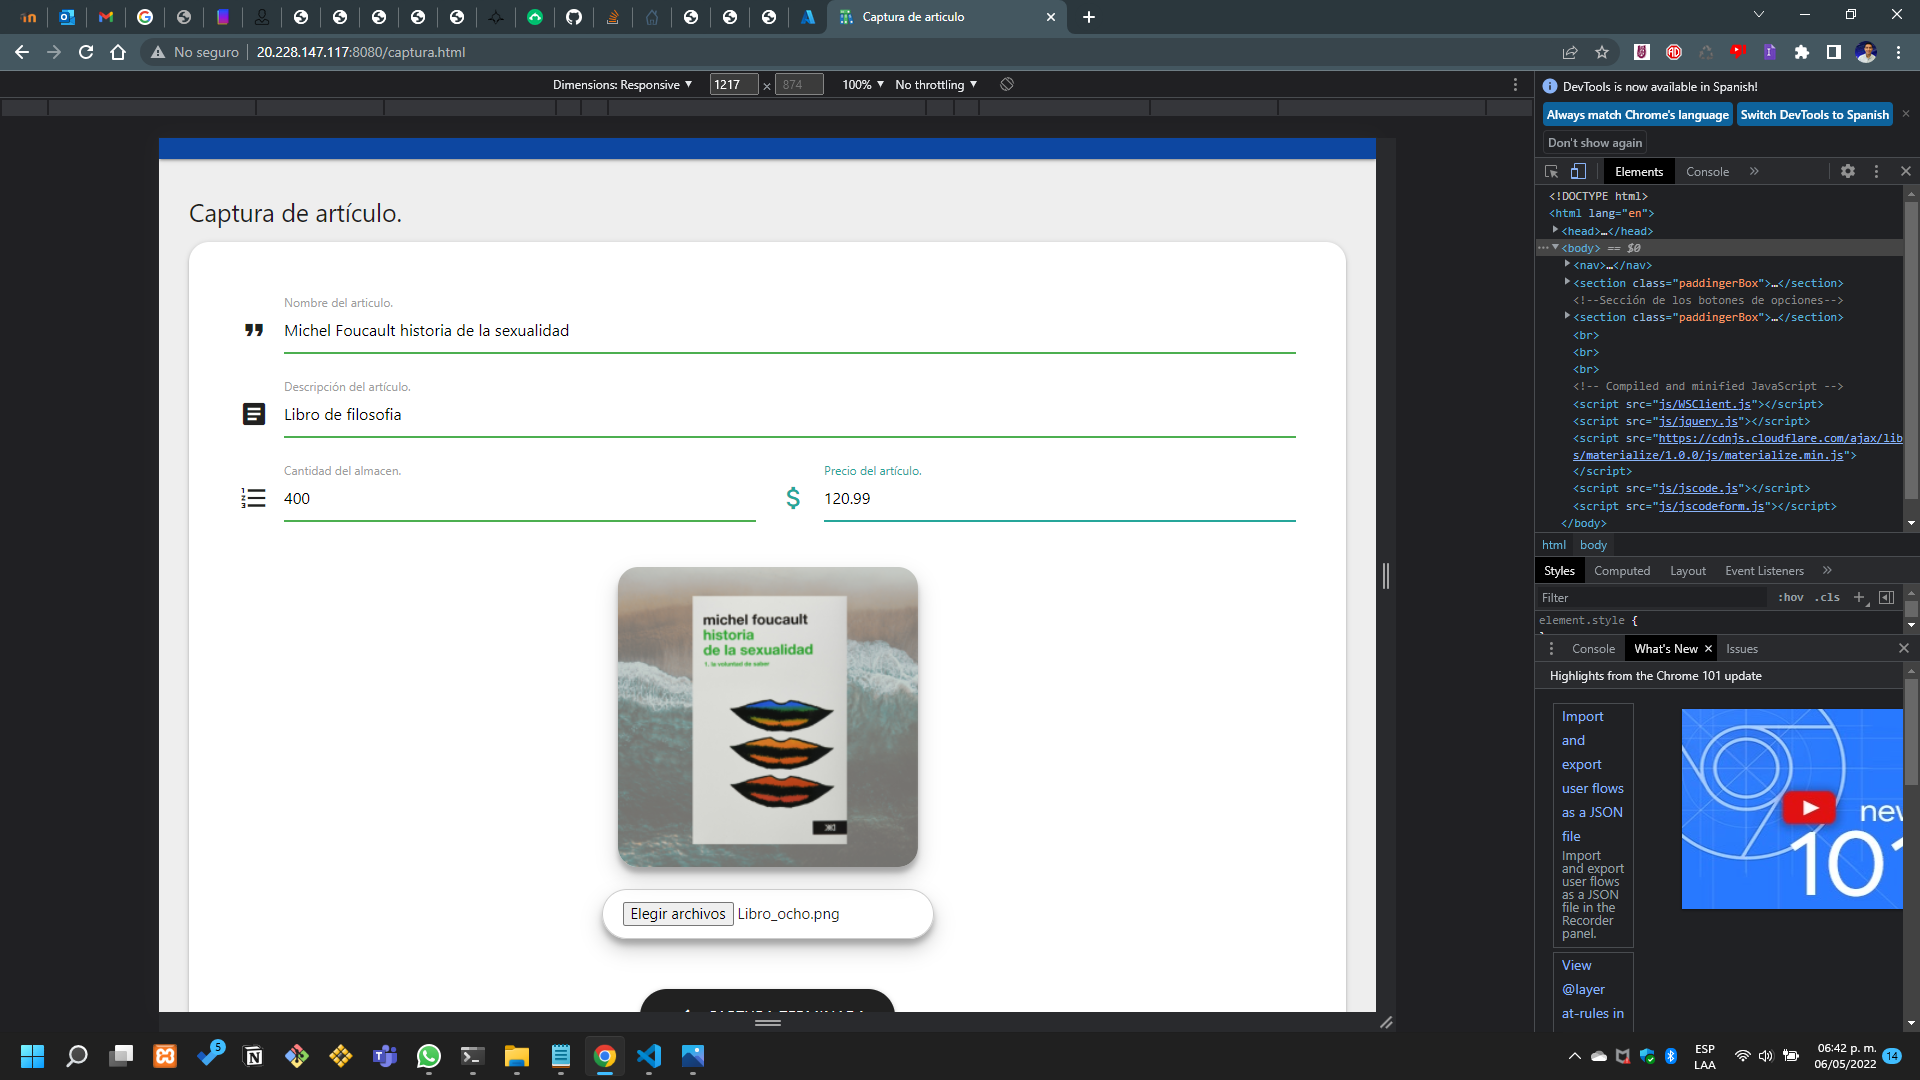 Captura de articulo
No seguro
20.228.147.117:8080/captura.html
Dimensions: Responsive
1217
×
874
100%
No throttling
DevTools is now available in Spanish!
Always match Chrome's language
Switch DevTools to Spanish
Don't show again
Elements
Console
<!DOCTYPE html>
<html lang="en">
<head>…</head>
<body> == $0
<nav>…</nav>
<section class="paddingerBox">…</section>
<!--Sección de los botones de opciones-->
<section class="paddingerBox">…</section>
<br>
<br>
<br>
<!-- Compiled and minified JavaScript -->
<script src="js/WSClient.js"></script>
<script src="js/jquery.js"></script>
<script src="https://cdnjs.cloudflare.com/ajax/lib
s/materialize/1.0.0/js/materialize.min.js">
</script>
<script src="js/jscode.js"></script>
<script src="js/jscodeform.js"></script>
</body>
html
body
Styles
Computed
Layout
Event Listeners
Filter
:hov
.cls
element.style {
Console
What's New
Issues
Highlights from the Chrome 101 update
Import
and
export
user flows
as a JSON
file
Import
and export
user flows
as a JSON
file in the
Recorder
panel.
View
@layer
at-rules in
new
101
Captura de artículo.
Nombre del articulo.
Michel Foucault historia de la sexualidad
Descripción del artículo.
Libro de filosofia
Cantidad del almacen.
400
Precio del artículo.
120.99
michel foucault
historia
de la sexualidad
1. la voluntad de saber
Elegir archivos
Libro_ocho.png
5
ESP
LAA
06:42 p. m.
06/05/2022
14